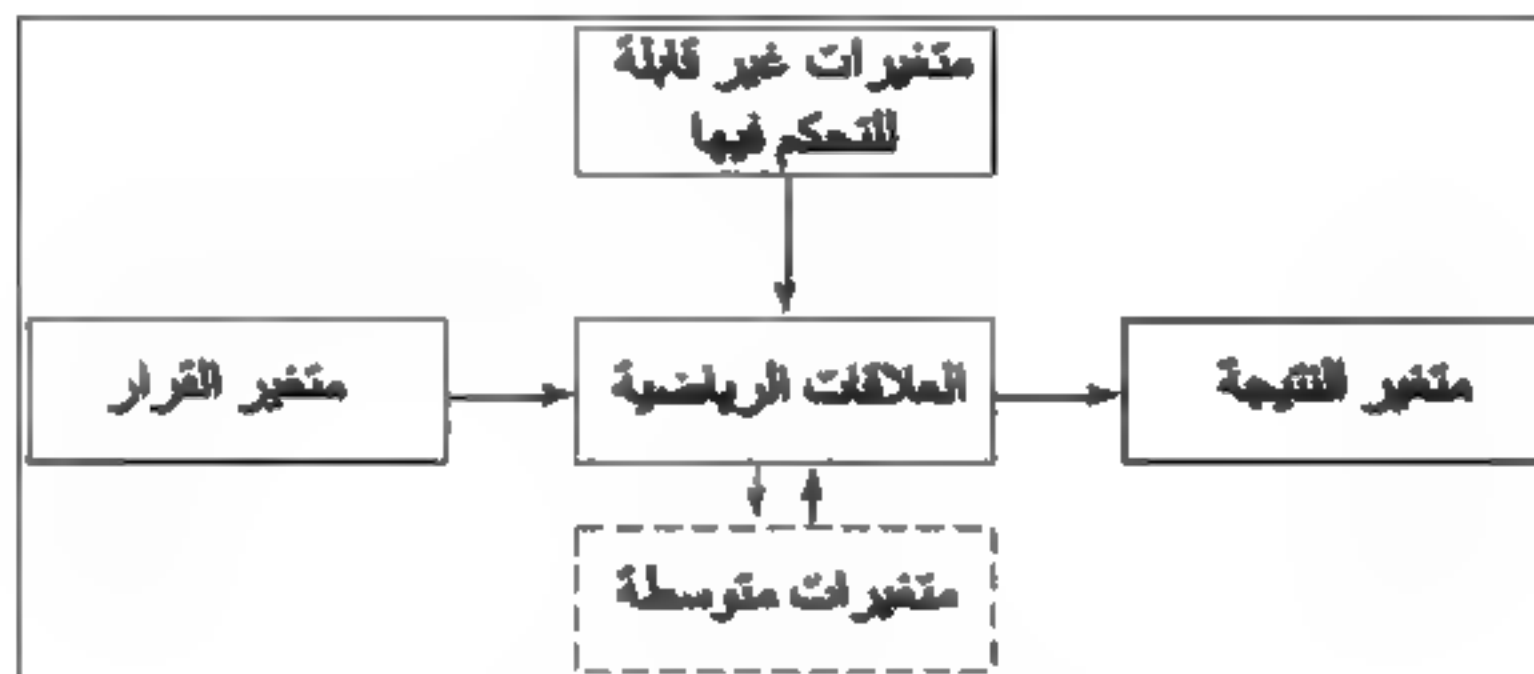 متغيرات غير قابلة
للتحكم فيها
متغير القرار
العلاقات الرياضية
متغير النتيجة
متغيرات متوسطة